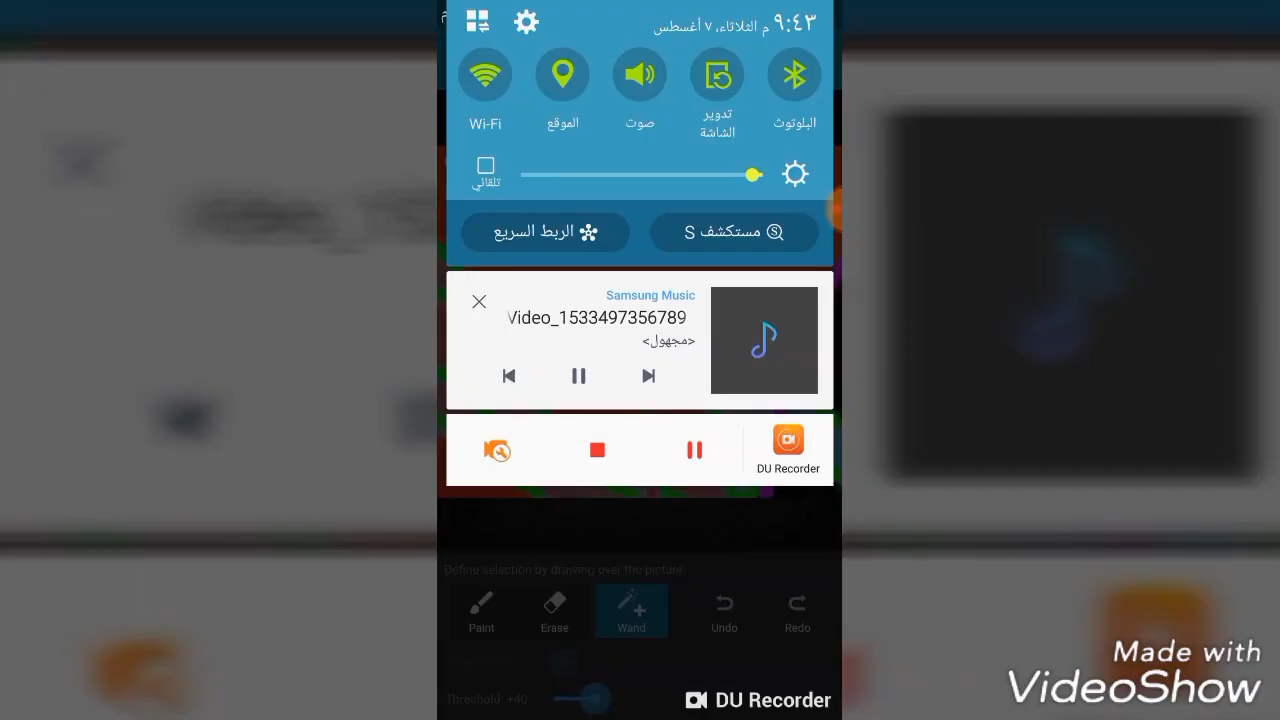 ٩:٤٣ م الثلاثاء، ٧ أغسطس
Wi-Fi
الموقع
صوت
تدوير
الشاشة
البلوتوث
تلقائي
الربط السريع
مستكشف S
Samsung Music
Video_1533497356789
<مجهول>
DU Recorder
Define selection by drawing over the picture.
Paint
Erase
Wand
Undo
Redo
Threshold: +40
DU Recorder
Made with
VideoShow